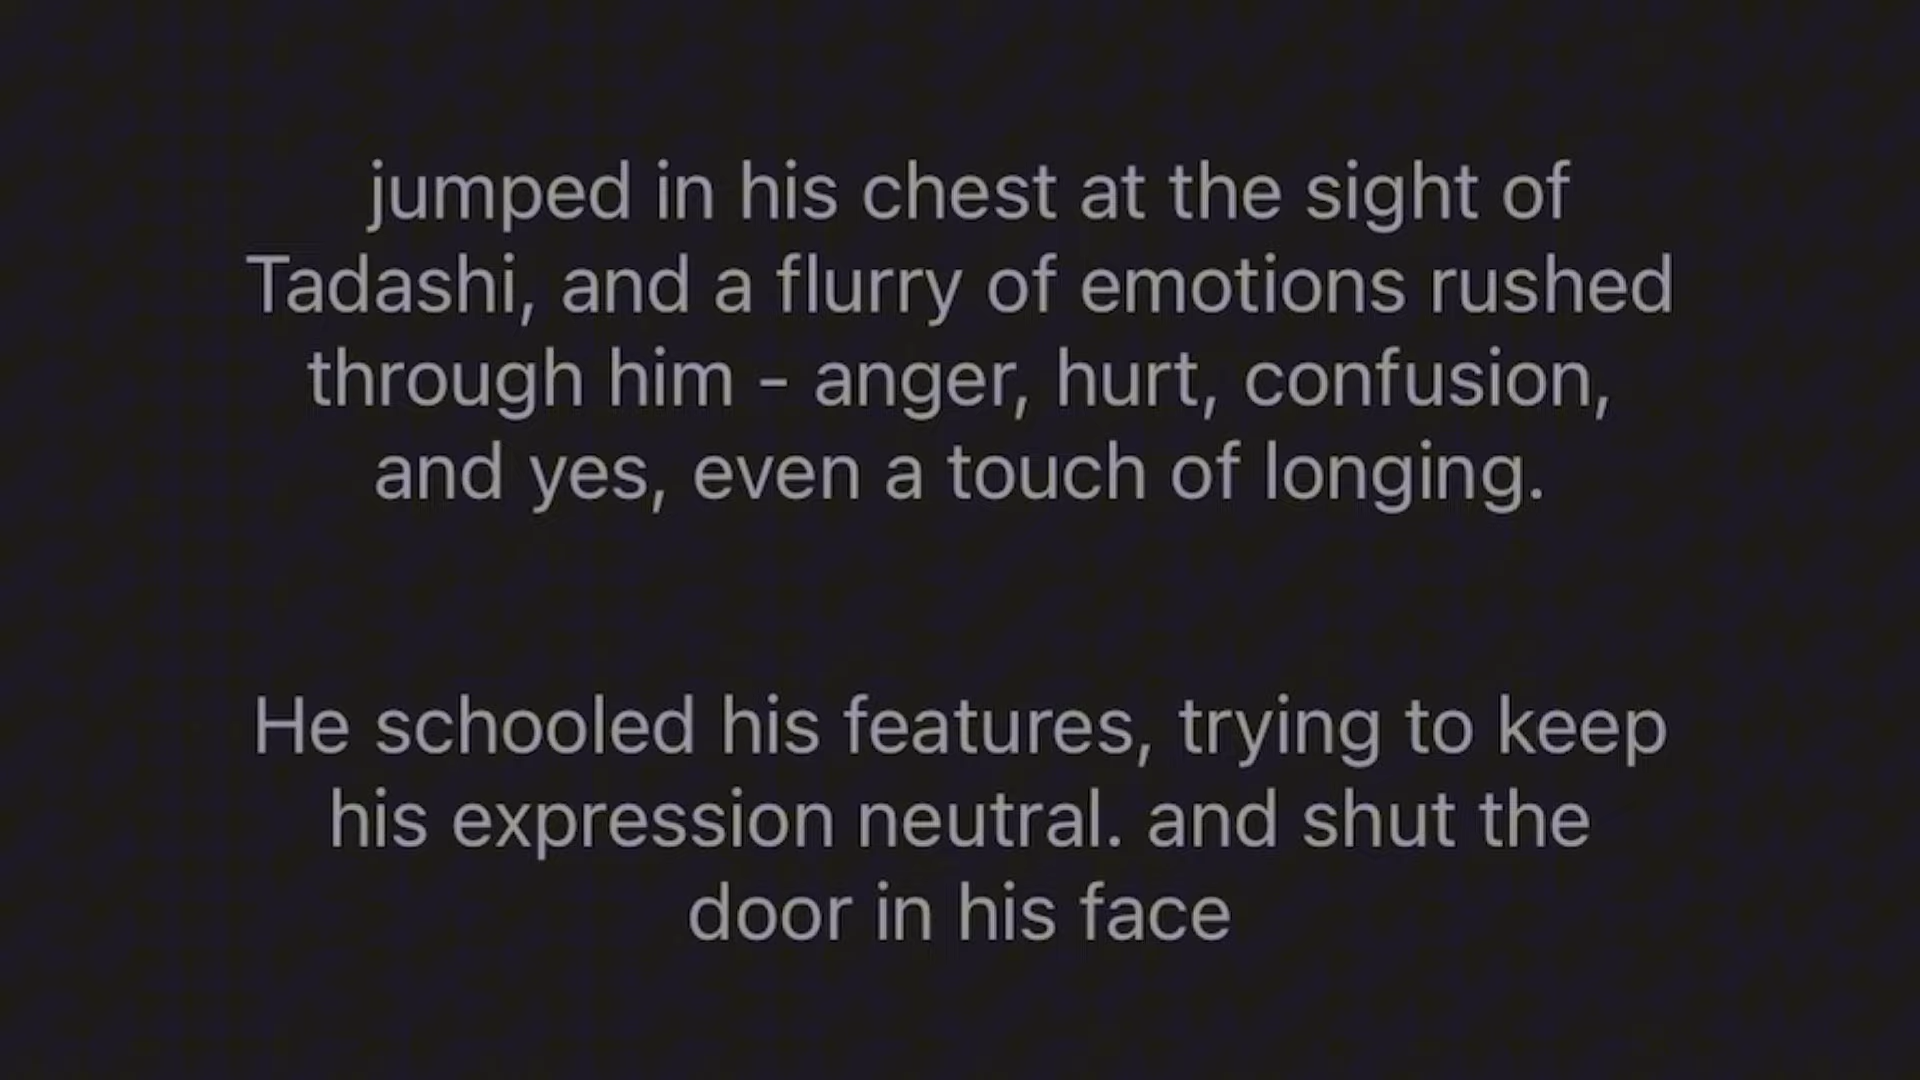 jumped in his chest at the sight of
Tadashi, and a flurry of emotions rushed
through him - anger, hurt, confusion,
and yes, even a touch of longing.
He schooled his features, trying to keep
his expression neutral. and shut the
door in his face